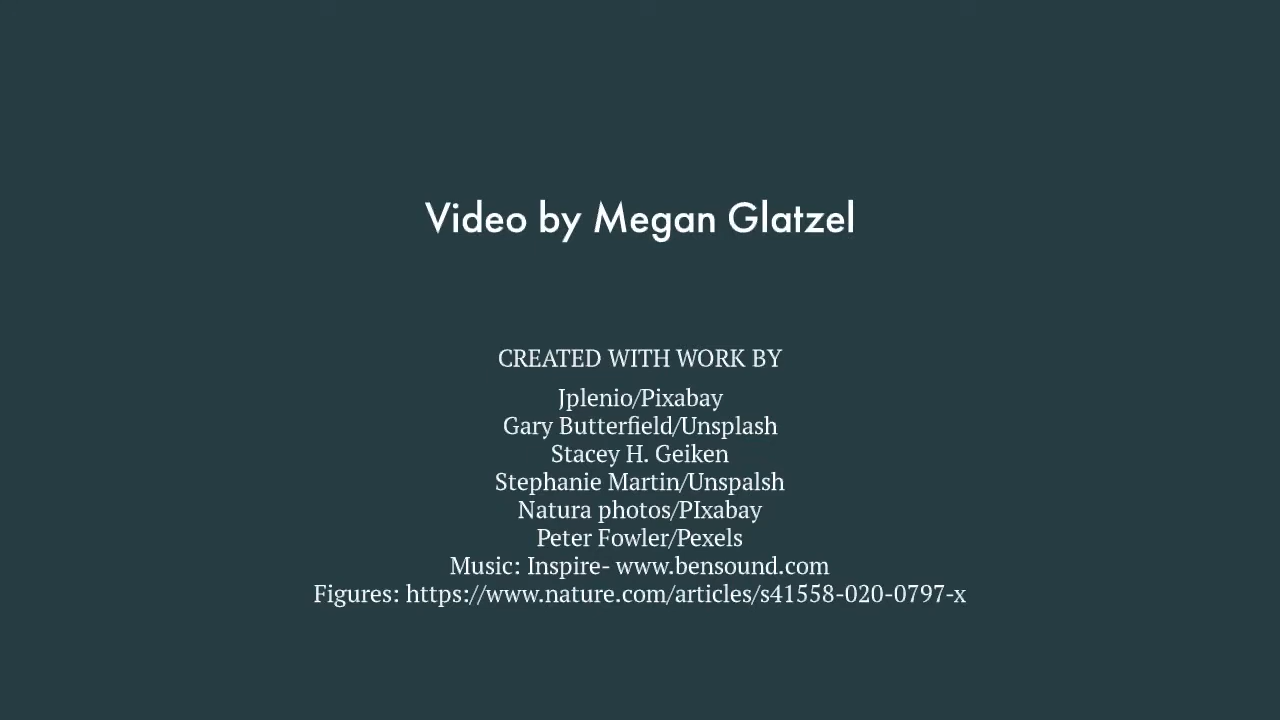 Video by Megan Glatzel
CREATED WITH WORK BY
Jplenio/Pixabay
Gary Butterfield/Unsplash
Stacey H. Geiken
Stephanie Martin/Unspalsh
Natura photos/PIxabay
Peter Fowler/Pexels
Music: Inspire- www.bensound.com
Figures: https://www.nature.com/articles/s41558-020-0797-x